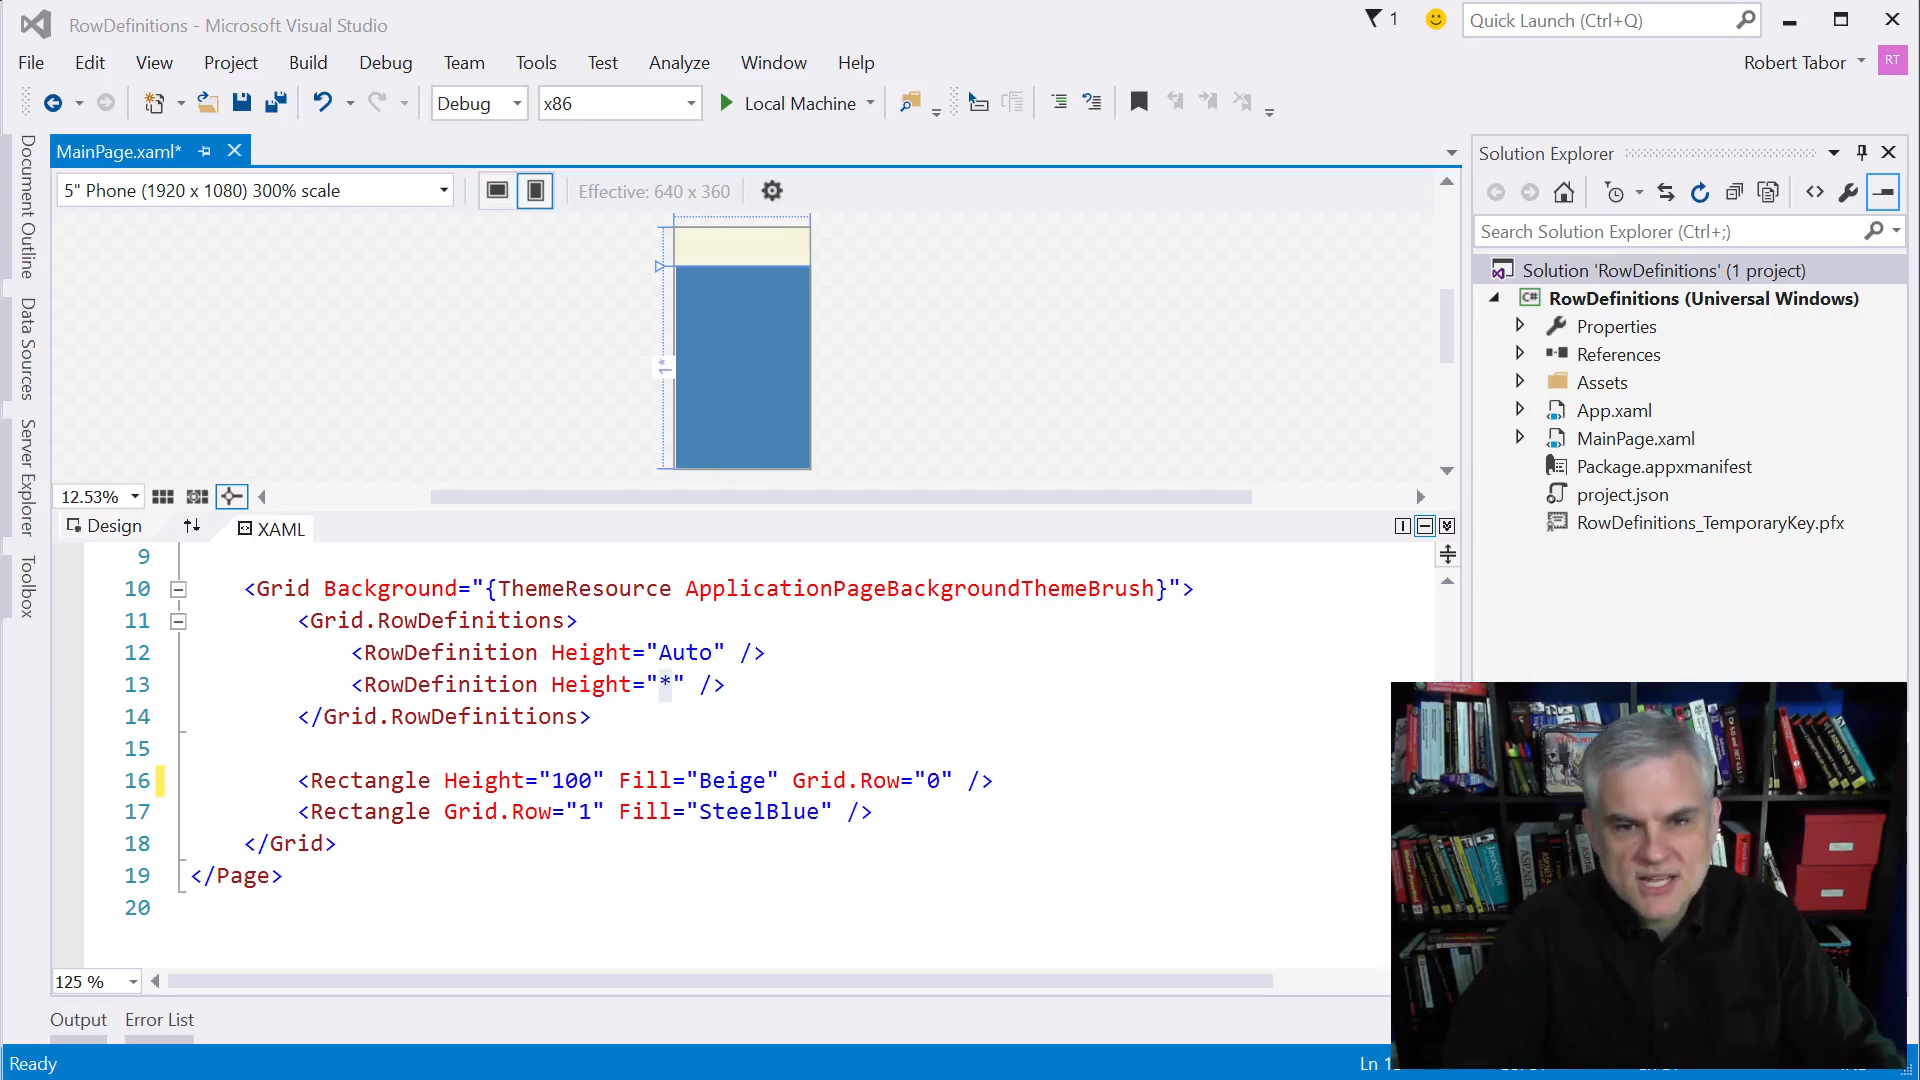 RowDefinitions - Microsoft Visual Studio
1
Quick Launch (Ctrl+Q)
File Edit View Project Build Debug Team Tools Test Analyze Window Help
Robert Tabor RT
Debug x86 Local Machine
Document Outline
Data Sources
Server Explorer
Toolbox
MainPage.xaml*
5" Phone (1920 x 1080) 300% scale
Effective: 640 x 360
1*
12.53%
Design
XAML
9
10 <Grid Background="{ThemeResource ApplicationPageBackgroundThemeBrush}">
11 <Grid.RowDefinitions>
12 <RowDefinition Height="Auto" />
13 <RowDefinition Height="*" />
14 </Grid.RowDefinitions>
15
16 <Rectangle Height="100" Fill="Beige" Grid.Row="0" />
17 <Rectangle Grid.Row="1" Fill="SteelBlue" />
18 </Grid>
19 </Page>
20
125 %
Output Error List
Ready
Solution Explorer
Search Solution Explorer (Ctrl+;)
Solution 'RowDefinitions' (1 project)
C# RowDefinitions (Universal Windows)
Properties
References
Assets
App.xaml
MainPage.xaml
Package.appxmanifest
project.json
RowDefinitions_TemporaryKey.pfx